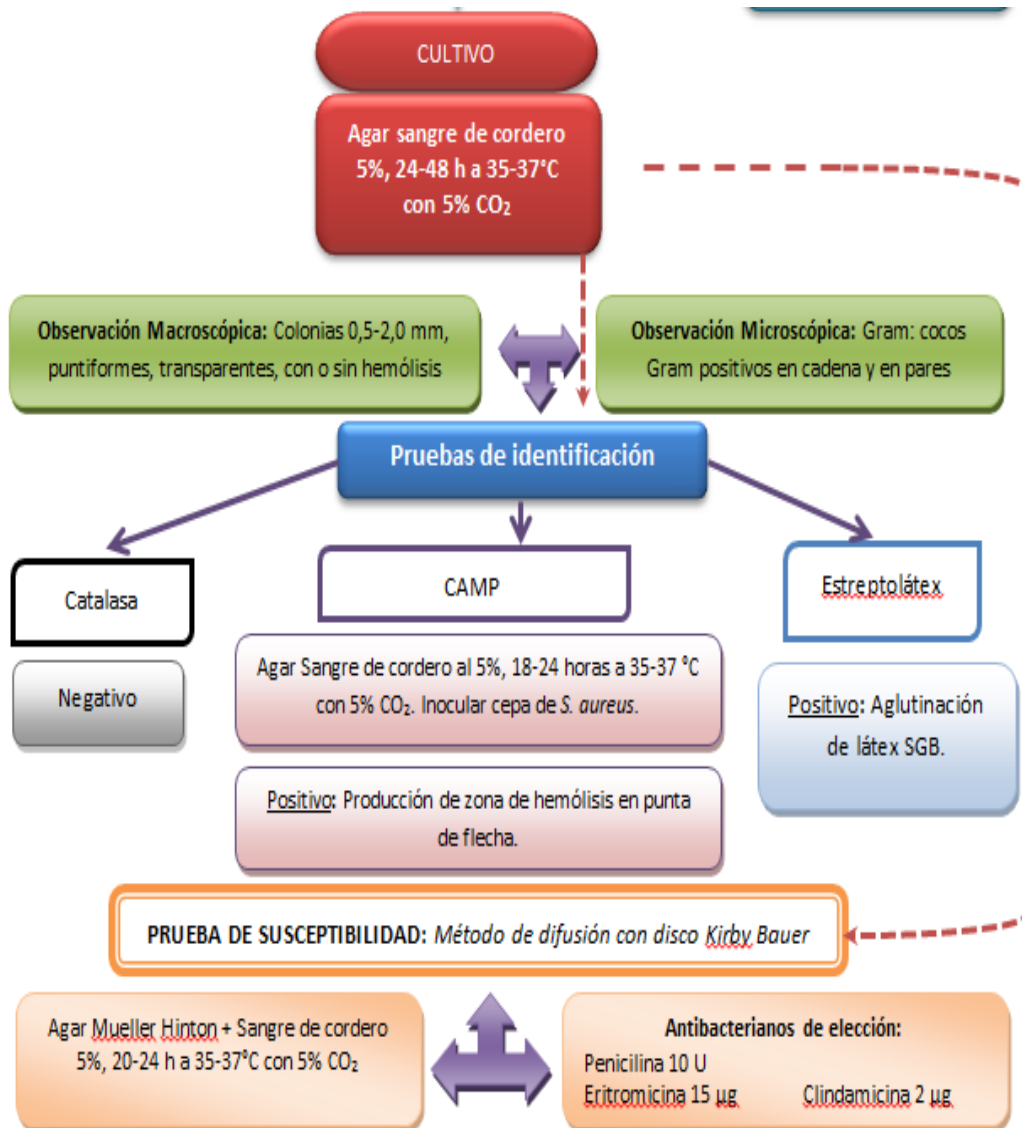 CULTIVO
Agar sangre de cordero
5%, 24-48 h a 35-37°C
con 5% CO₂
Observación Macroscópica: Colonias 0,5-2,0 mm,
puntiformes, transparentes, con o sin hemólisis
Observación Microscópica: Gram: cocos
Gram positivos en cadena y en pares
Pruebas de identificación
Catalasa
Negativo
CAMP
Agar Sangre de cordero al 5%, 18-24 horas a 35-37 °C
con 5% CO₂. Inocular cepa de S. aureus.
Positivo: Producción de zona de hemólisis en punta
de flecha.
Estreptolátex
Positivo: Aglutinación
de látex SGB.
PRUEBA DE SUSCEPTIBILIDAD: Método de difusión con disco Kirby Bauer
Agar Mueller Hinton + Sangre de cordero
5%, 20-24 h a 35-37°C con 5% CO₂
Antibacterianos de elección:
Penicilina 10 U
Eritromicina 15 µg Clindamicina 2 µg